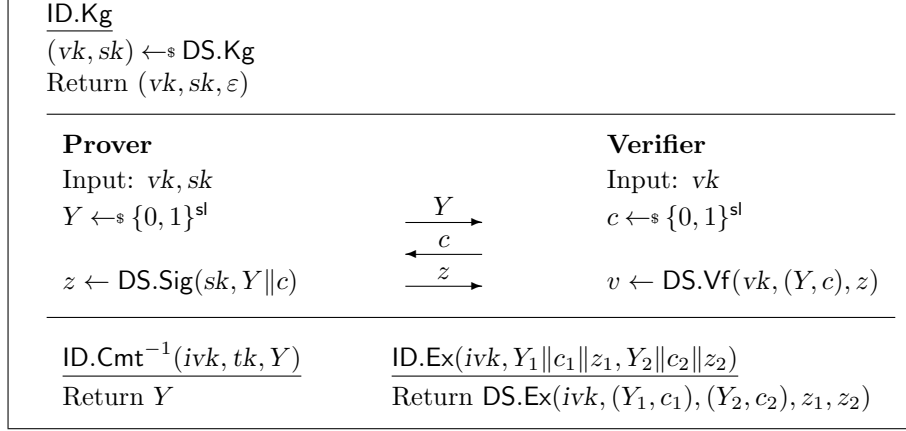 ID.Kg
(vk, sk) ←$ DS.Kg
Return (vk, sk, ε)
Prover Verifier
Input: vk, sk Input: vk
Y ←$ {0, 1}^sl Y c ←$ {0, 1}^sl
c
z ← DS.Sig(sk, Y∥c) z v ← DS.Vf(vk, (Y, c), z)
ID.Cmt⁻¹(ivk, tk, Y) ID.Ex(ivk, Y₁∥c₁∥z₁, Y₂∥c₂∥z₂)
Return Y Return DS.Ex(ivk, (Y₁, c₁), (Y₂, c₂), z₁, z₂)